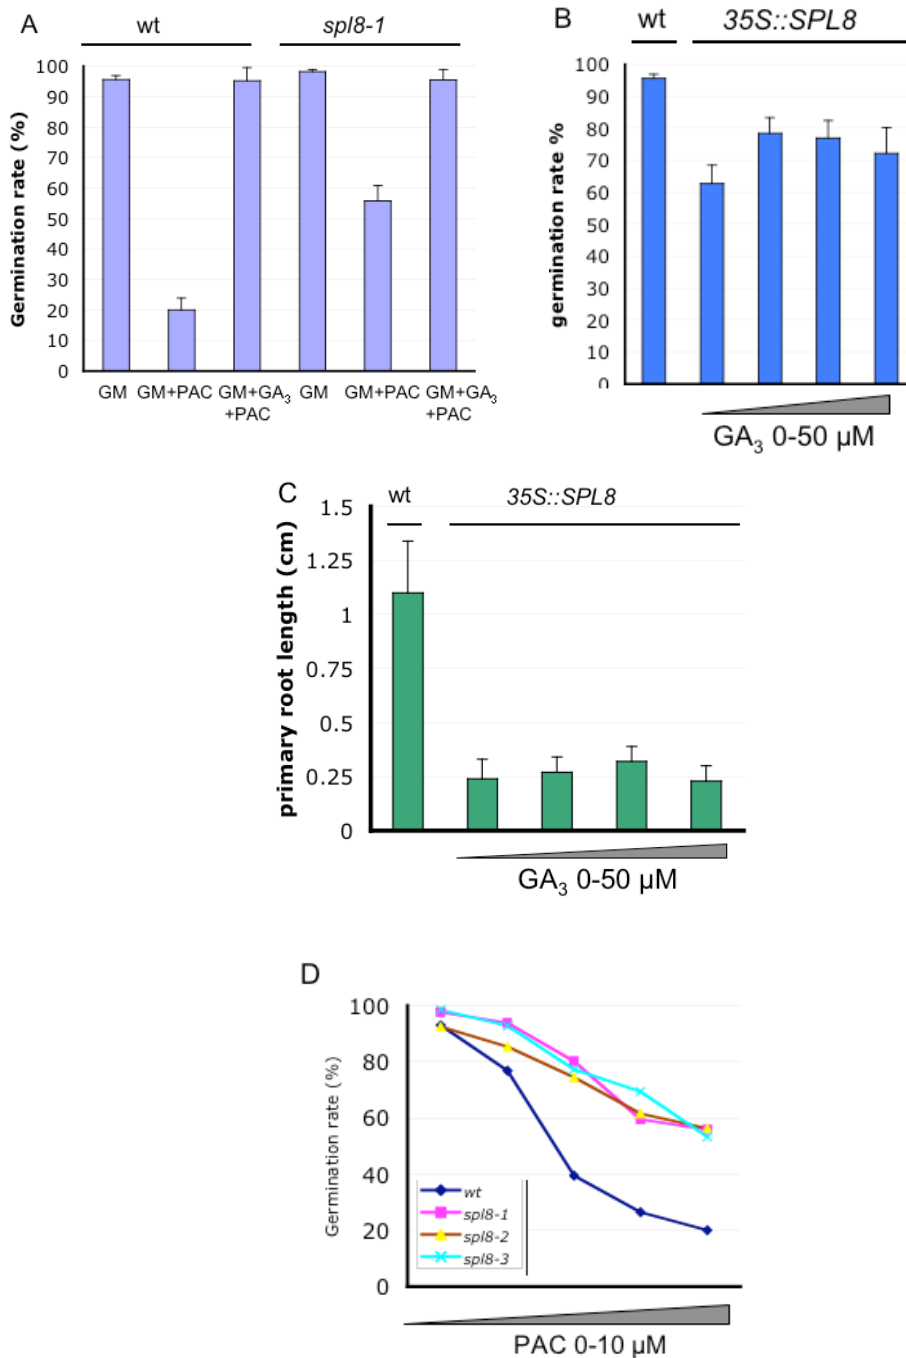 A
wt
spl8-1
Germination rate (%)
100
90
80
70
60
50
40
30
20
10
0
GM
GM+PAC
GM+GA₃
+PAC
GM
GM+PAC
GM+GA₃
+PAC
B
wt
35S::SPL8
germination rate %
100
90
80
70
60
50
40
30
20
10
0
GA₃ 0-50 µM
C
wt
35S::SPL8
primary root length (cm)
1.5
1.25
1
0.75
0.5
0.25
0
GA₃ 0-50 µM
D
Germination rate (%)
100
80
60
40
20
0
wt
spl8-1
spl8-2
spl8-3
PAC 0-10 µM